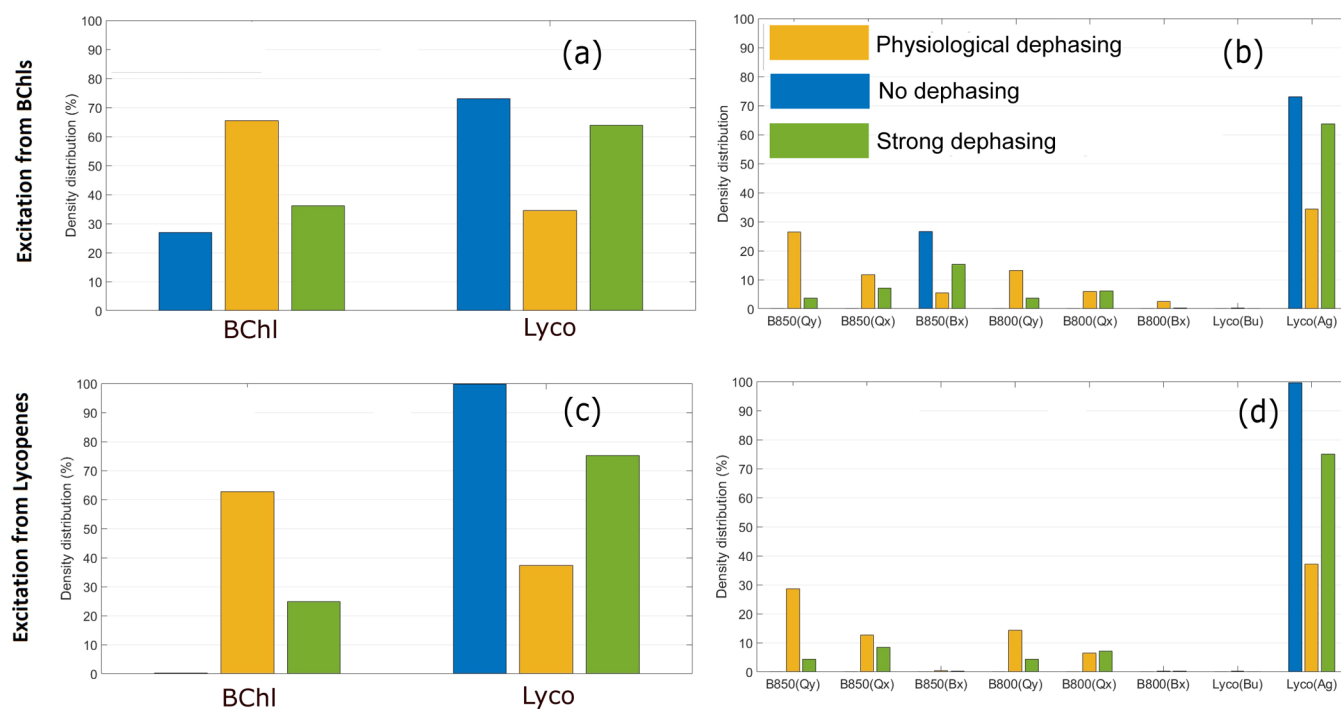 Excitation from BChls
Density distribution (%)
100
90
80
70
60
50
40
30
20
10
0
(a)
BChl
Lyco
Density distribution
100
90
80
70
60
50
40
30
20
10
0
Physiological dephasing
No dephasing
Strong dephasing
(b)
B850(Qy)
B850(Qx)
B850(Bx)
B800(Qy)
B800(Qx)
B800(Bx)
Lyco(Bu)
Lyco(Ag)
Excitation from Lycopenes
Density distribution (%)
100
90
80
70
60
50
40
30
20
10
0
(c)
BChl
Lyco
Density distribution (%)
100
90
80
70
60
50
40
30
20
10
0
(d)
B850(Qy)
B850(Qx)
B850(Bx)
B800(Qy)
B800(Qx)
B800(Bx)
Lyco(Bu)
Lyco(Ag)